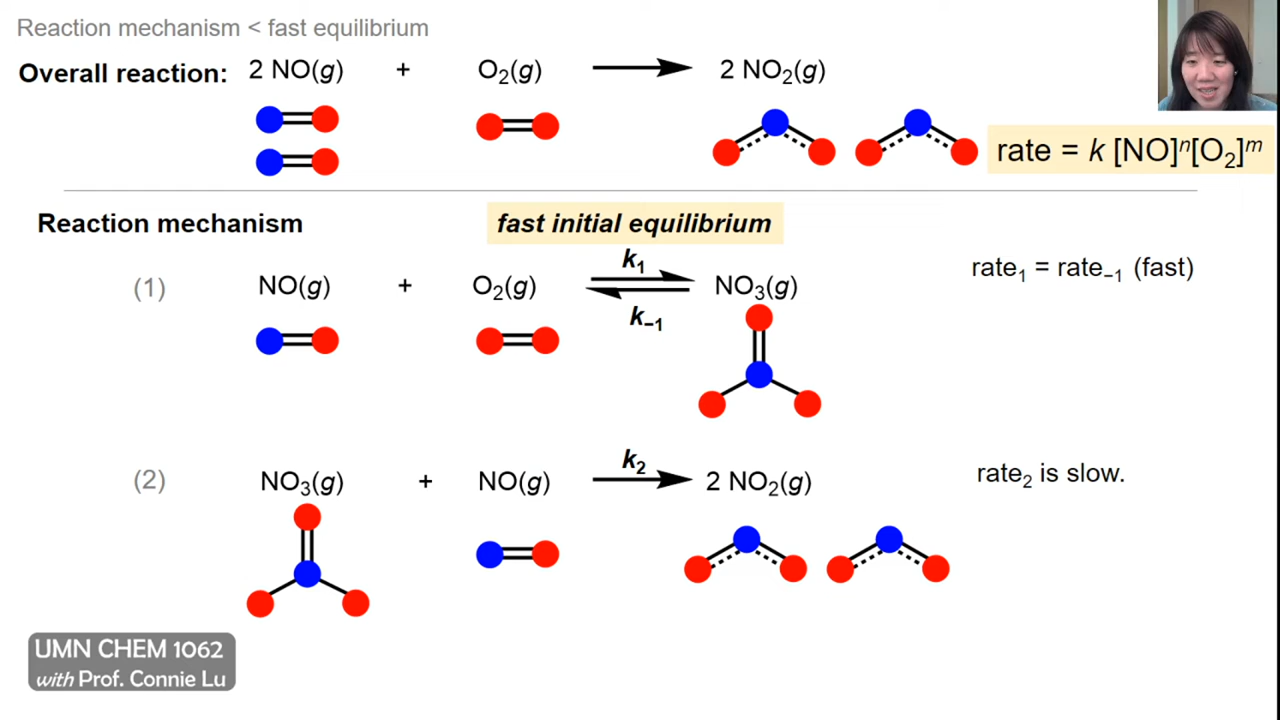 Reaction mechanism < fast equilibrium
Overall reaction: 2 NO(g) + O₂(g) 2 NO₂(g)
rate = k [NO]ⁿ[O₂]ᵐ
Reaction mechanism fast initial equilibrium
(1) NO(g) + O₂(g) k₁ k₋₁ NO₃(g) rate₁ = rate₋₁ (fast)
(2) NO₃(g) + NO(g) k₂ 2 NO₂(g) rate₂ is slow.
UMN CHEM 1062
with Prof. Connie Lu